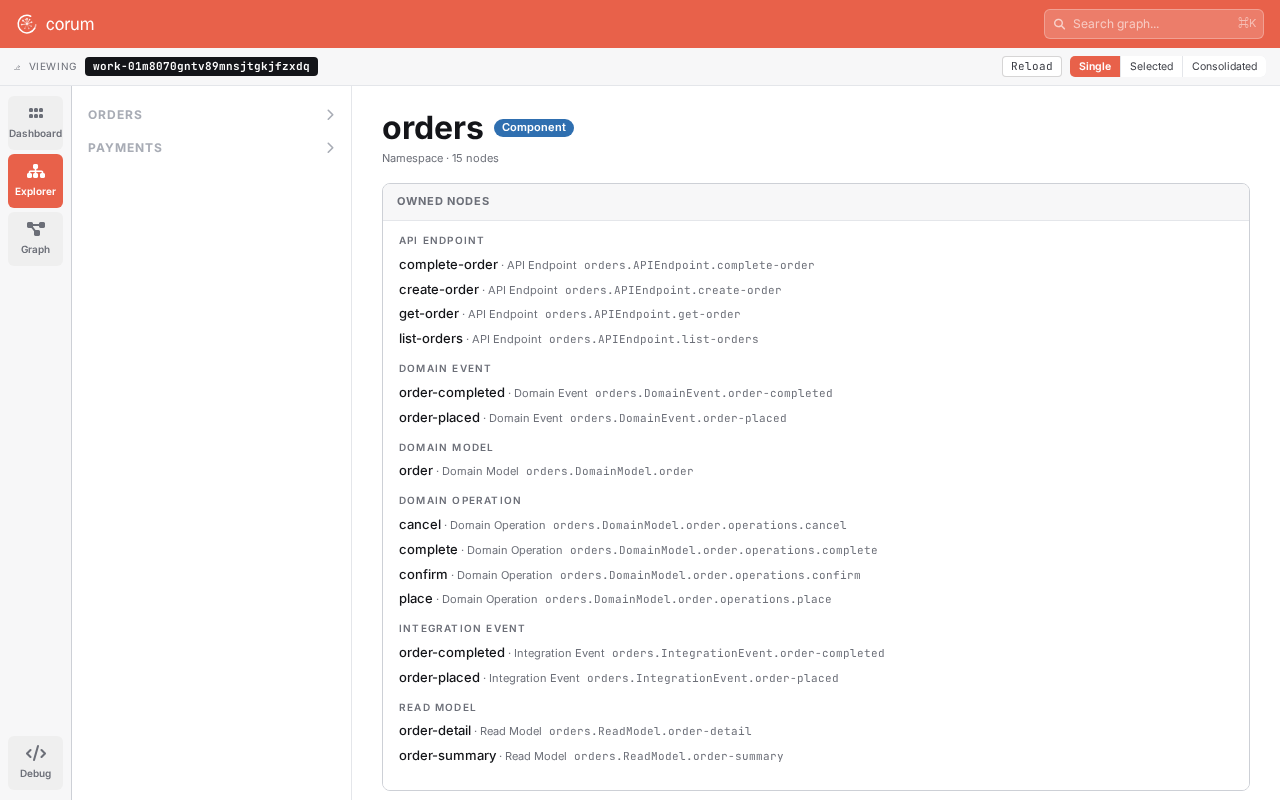 corum
Search graph... ⌘K
VIEWING work-01m8070gntv89mnsjtgkjfzxdq
Reload Single Selected Consolidated
Dashboard
Explorer
Graph
Debug
ORDERS
PAYMENTS
orders Component
Namespace · 15 nodes
OWNED NODES
API ENDPOINT
complete-order · API Endpoint orders.APIEndpoint.complete-order
create-order · API Endpoint orders.APIEndpoint.create-order
get-order · API Endpoint orders.APIEndpoint.get-order
list-orders · API Endpoint orders.APIEndpoint.list-orders
DOMAIN EVENT
order-completed · Domain Event orders.DomainEvent.order-completed
order-placed · Domain Event orders.DomainEvent.order-placed
DOMAIN MODEL
order · Domain Model orders.DomainModel.order
DOMAIN OPERATION
cancel · Domain Operation orders.DomainModel.order.operations.cancel
complete · Domain Operation orders.DomainModel.order.operations.complete
confirm · Domain Operation orders.DomainModel.order.operations.confirm
place · Domain Operation orders.DomainModel.order.operations.place
INTEGRATION EVENT
order-completed · Integration Event orders.IntegrationEvent.order-completed
order-placed · Integration Event orders.IntegrationEvent.order-placed
READ MODEL
order-detail · Read Model orders.ReadModel.order-detail
order-summary · Read Model orders.ReadModel.order-summary